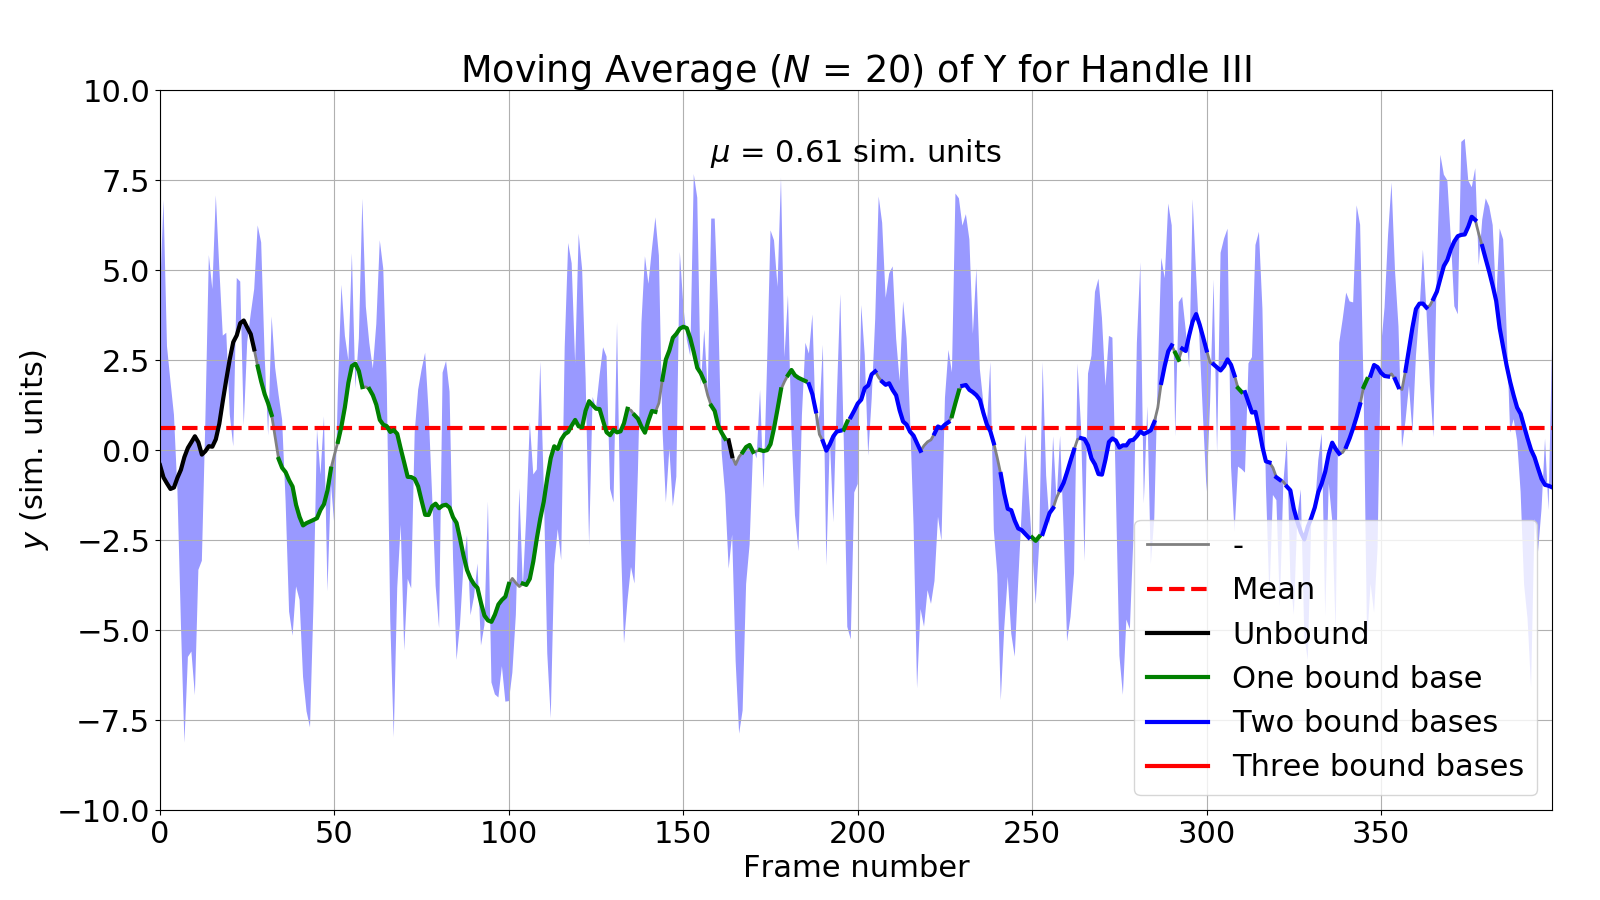 Moving Average (N = 20) of Y for Handle III
μ = 0.61 sim. units
y (sim. units)
10.0
7.5
5.0
2.5
0.0
−2.5
−5.0
−7.5
−10.0
-
Mean
Unbound
One bound base
Two bound bases
Three bound bases
0 50 100 150 200 250 300 350
Frame number